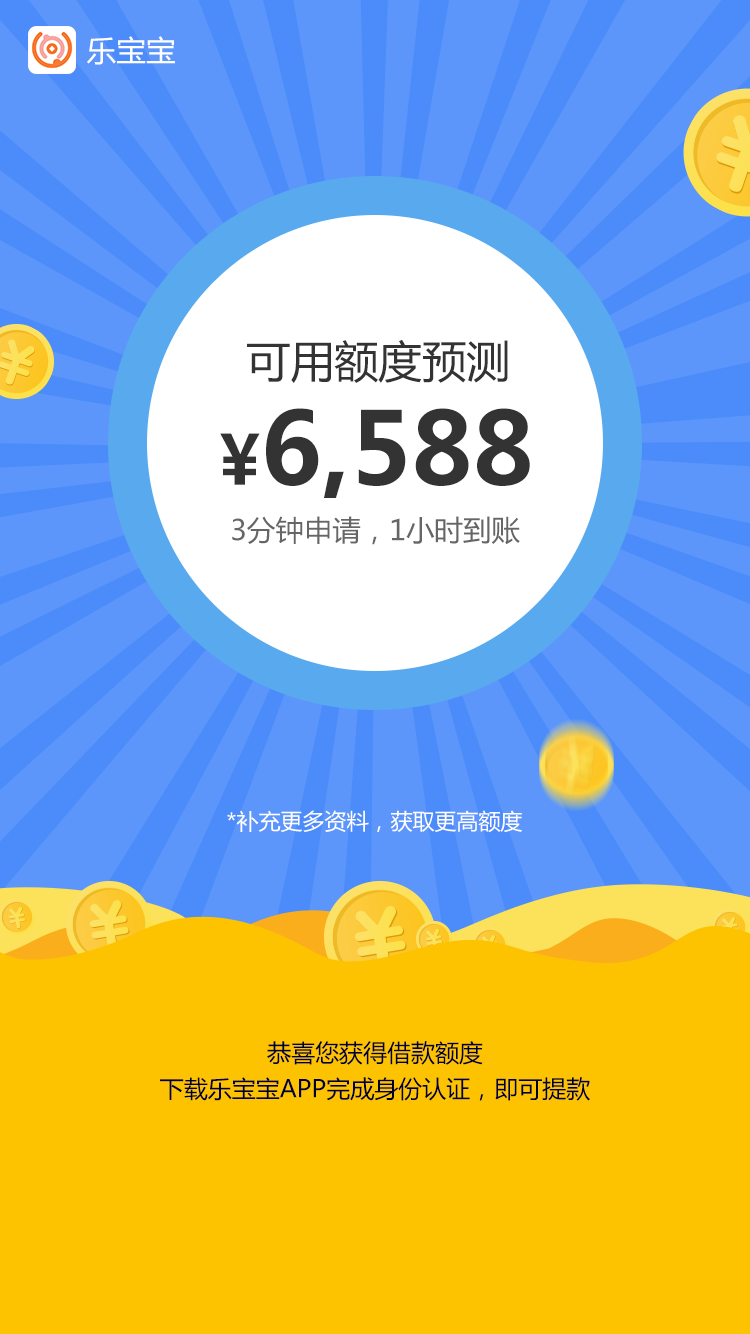 乐宝宝
可用额度预测
¥6,588
3分钟申请，1小时到账
*补充更多资料，获取更高额度
恭喜您获得借款额度
下载乐宝宝APP完成身份认证，即可提款